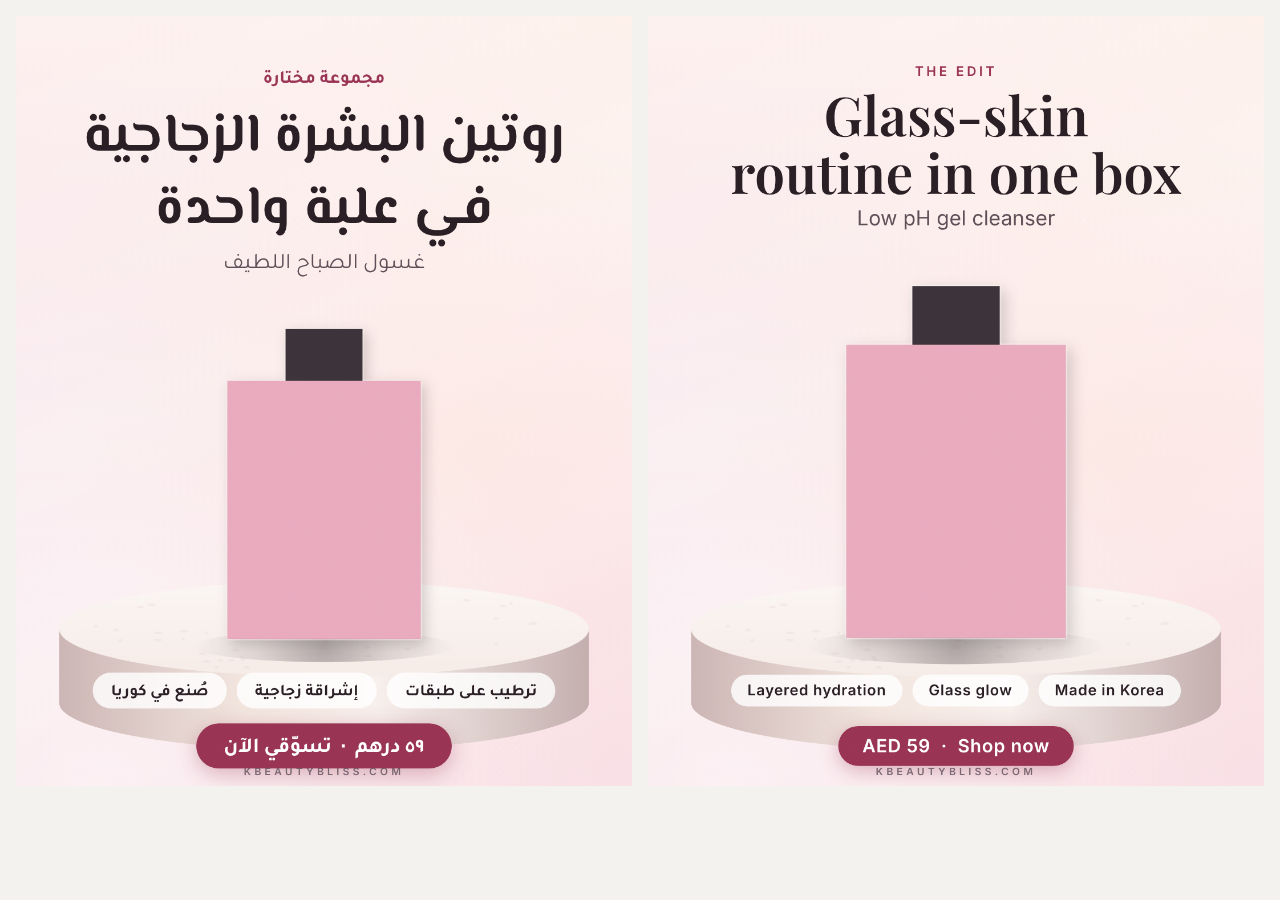 مجموعة مختارة
روتين البشرة الزجاجية
في علبة واحدة
غسول الصباح اللطيف
ترطيب على طبقات
إشراقة زجاجية
صُنع في كوريا
٥٩ درهم · تسوّقي الآن
KBEAUTYBLISS.COM
THE EDIT
Glass-skin
routine in one box
Low pH gel cleanser
Layered hydration
Glass glow
Made in Korea
AED 59 · Shop now
KBEAUTYBLISS.COM